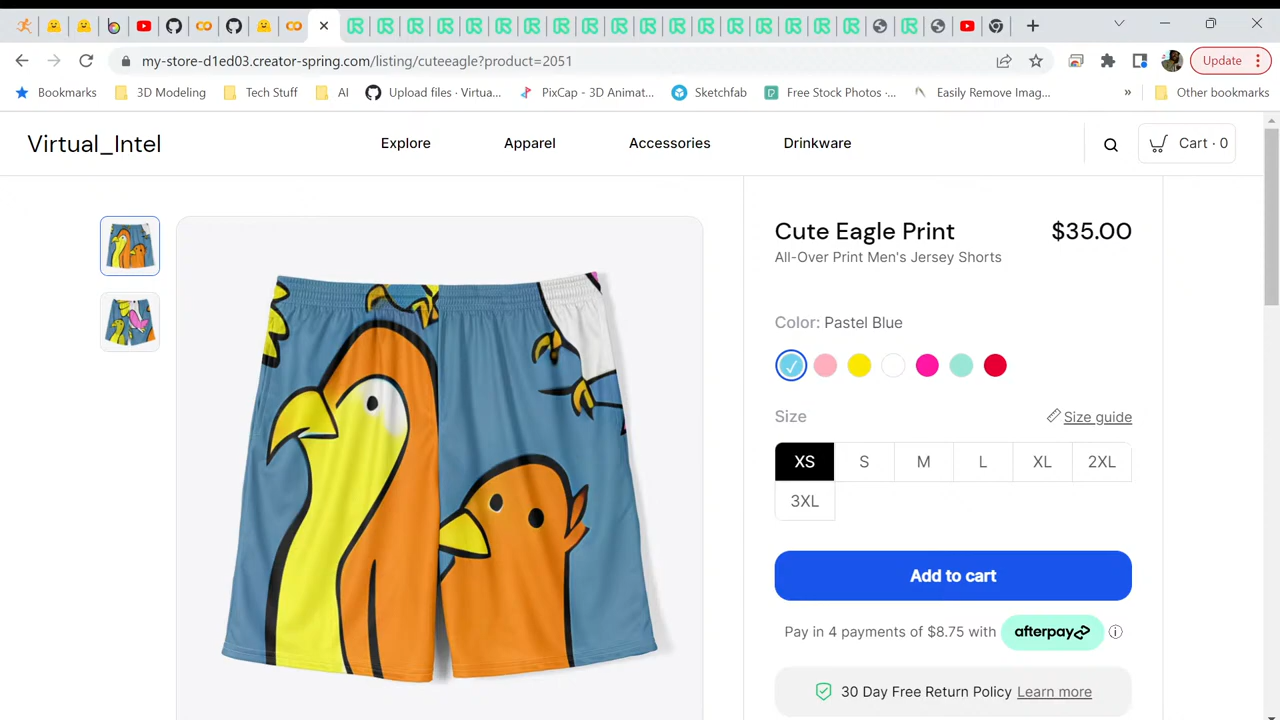 my-store-d1ed03.creator-spring.com/listing/cuteeagle?product=2051
Update
Bookmarks
3D Modeling
Tech Stuff
AI
Upload files · Virtua...
PixCap - 3D Animat...
Sketchfab
Free Stock Photos ·...
Easily Remove Imag...
»
Other bookmarks
Virtual_Intel
Explore
Apparel
Accessories
Drinkware
Cart · 0
Cute Eagle Print
$35.00
All-Over Print Men's Jersey Shorts
Color: Pastel Blue
Size
Size guide
XS S M L XL 2XL
3XL
Add to cart
Pay in 4 payments of $8.75 with afterpay
30 Day Free Return Policy Learn more